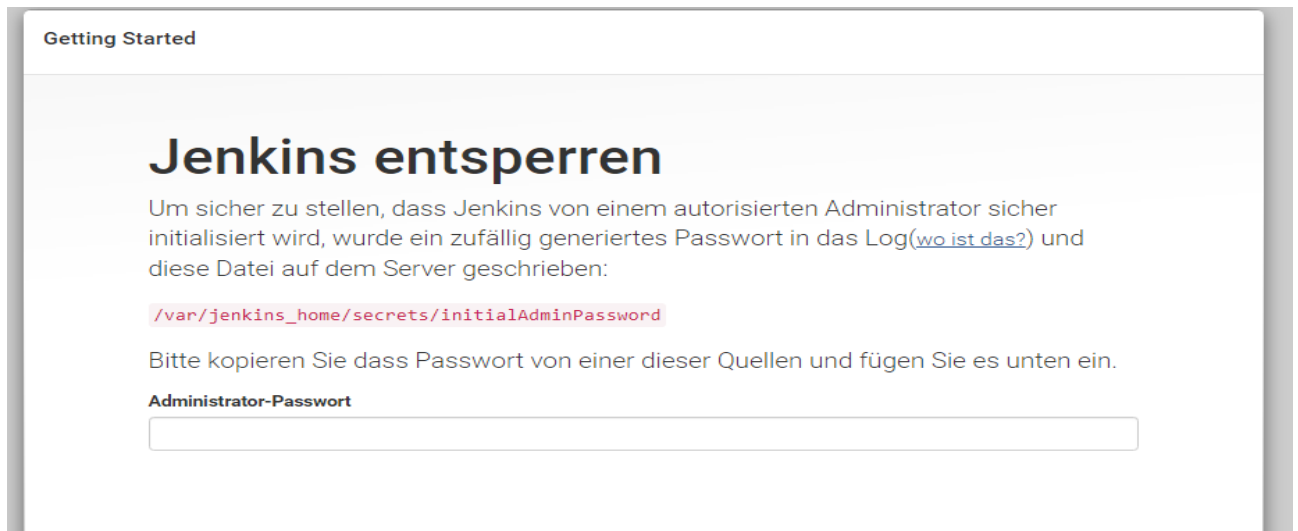 Getting Started
Jenkins entsperren
Um sicher zu stellen, dass Jenkins von einem autorisierten Administrator sicher
initialisiert wird, wurde ein zufällig generiertes Passwort in das Log(wo ist das?) und
diese Datei auf dem Server geschrieben:
/var/jenkins_home/secrets/initialAdminPassword
Bitte kopieren Sie dass Passwort von einer dieser Quellen und fügen Sie es unten ein.
Administrator-Passwort